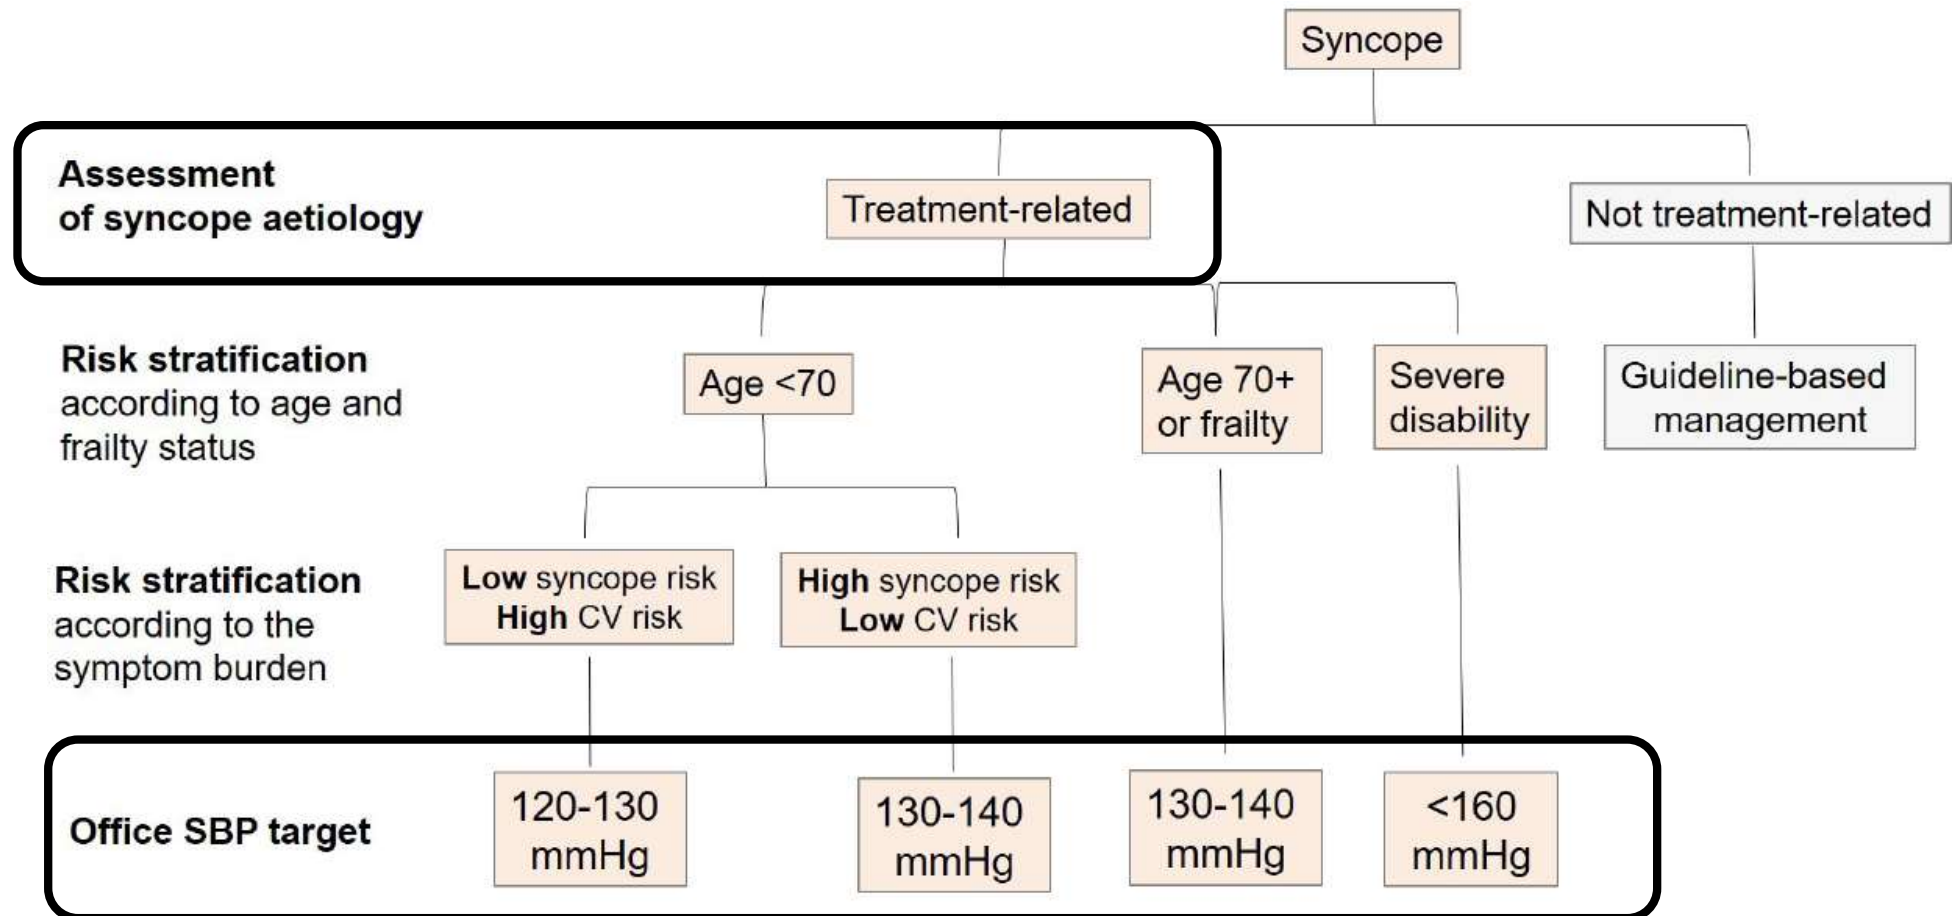 Syncope
Assessment
of syncope aetiology
Treatment-related
Not treatment-related
Risk stratification
according to age and
frailty status
Age <70
Age 70+
or frailty
Severe
disability
Guideline-based
management
Risk stratification
according to the
symptom burden
Low syncope risk
High CV risk
High syncope risk
Low CV risk
Office SBP target
120-130
mmHg
130-140
mmHg
130-140
mmHg
<160
mmHg